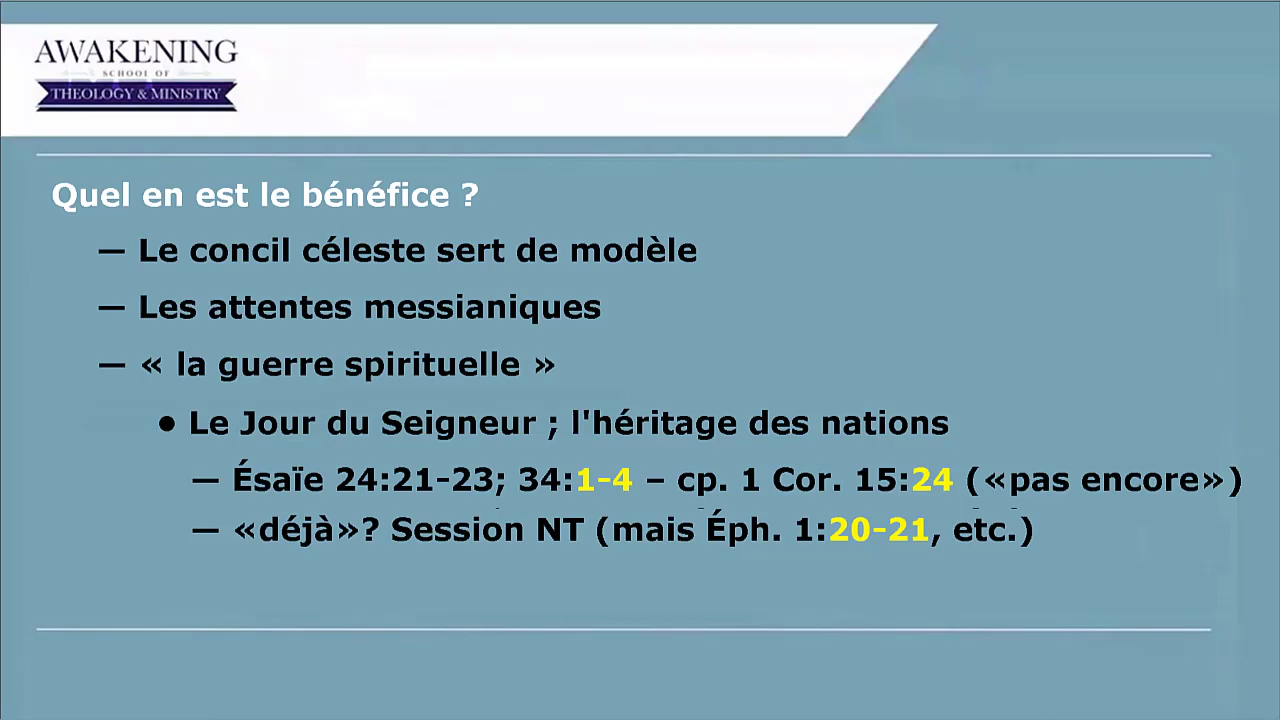 AWAKENING
SCHOOL OF
THEOLOGY & MINISTRY
Quel en est le bénéfice ?
— Le concil céleste sert de modèle
— Les attentes messianiques
— « la guerre spirituelle »
● Le Jour du Seigneur ; l'héritage des nations
— Ésaïe 24:21-23; 34:1-4 – cp. 1 Cor. 15:24 («pas encore»)
— «déjà»? Session NT (mais Éph. 1:20-21, etc.)